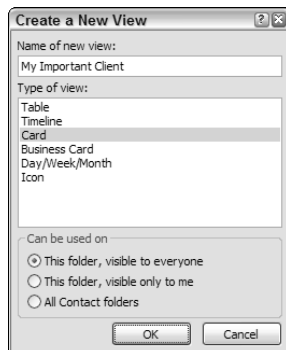 Create a New View
Name of new view:
My Important Client
Type of view:
Table
Timeline
Card
Business Card
Day/Week/Month
Icon
Can be used on
This folder, visible to everyone
This folder, visible only to me
All Contact folders
OK Cancel